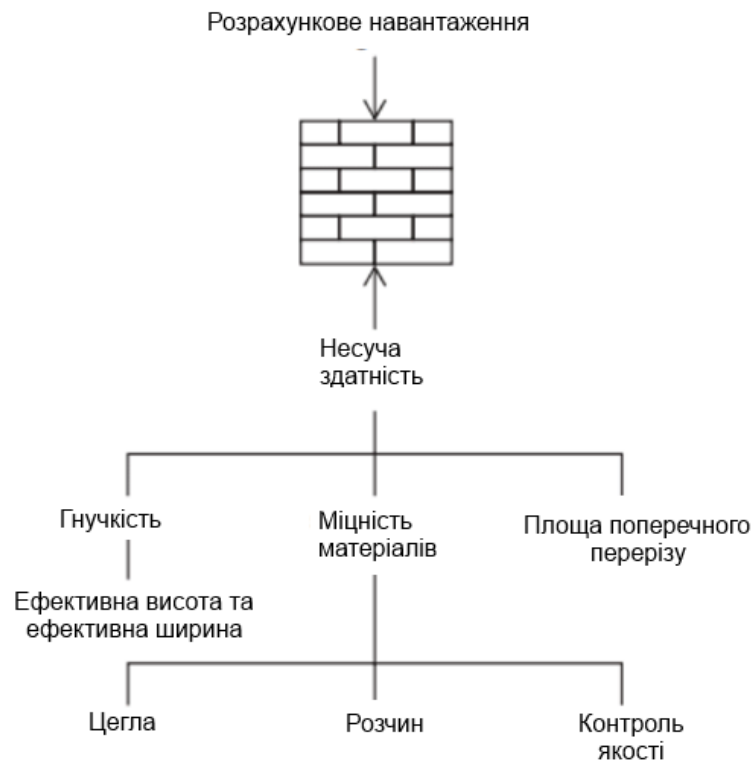 Розрахункове навантаження
Несуча
здатність
Гнучкість
Міцність
матеріалів
Площа поперечного
перерізу
Ефективна висота та
ефективна ширина
Цегла
Розчин
Контроль
якості